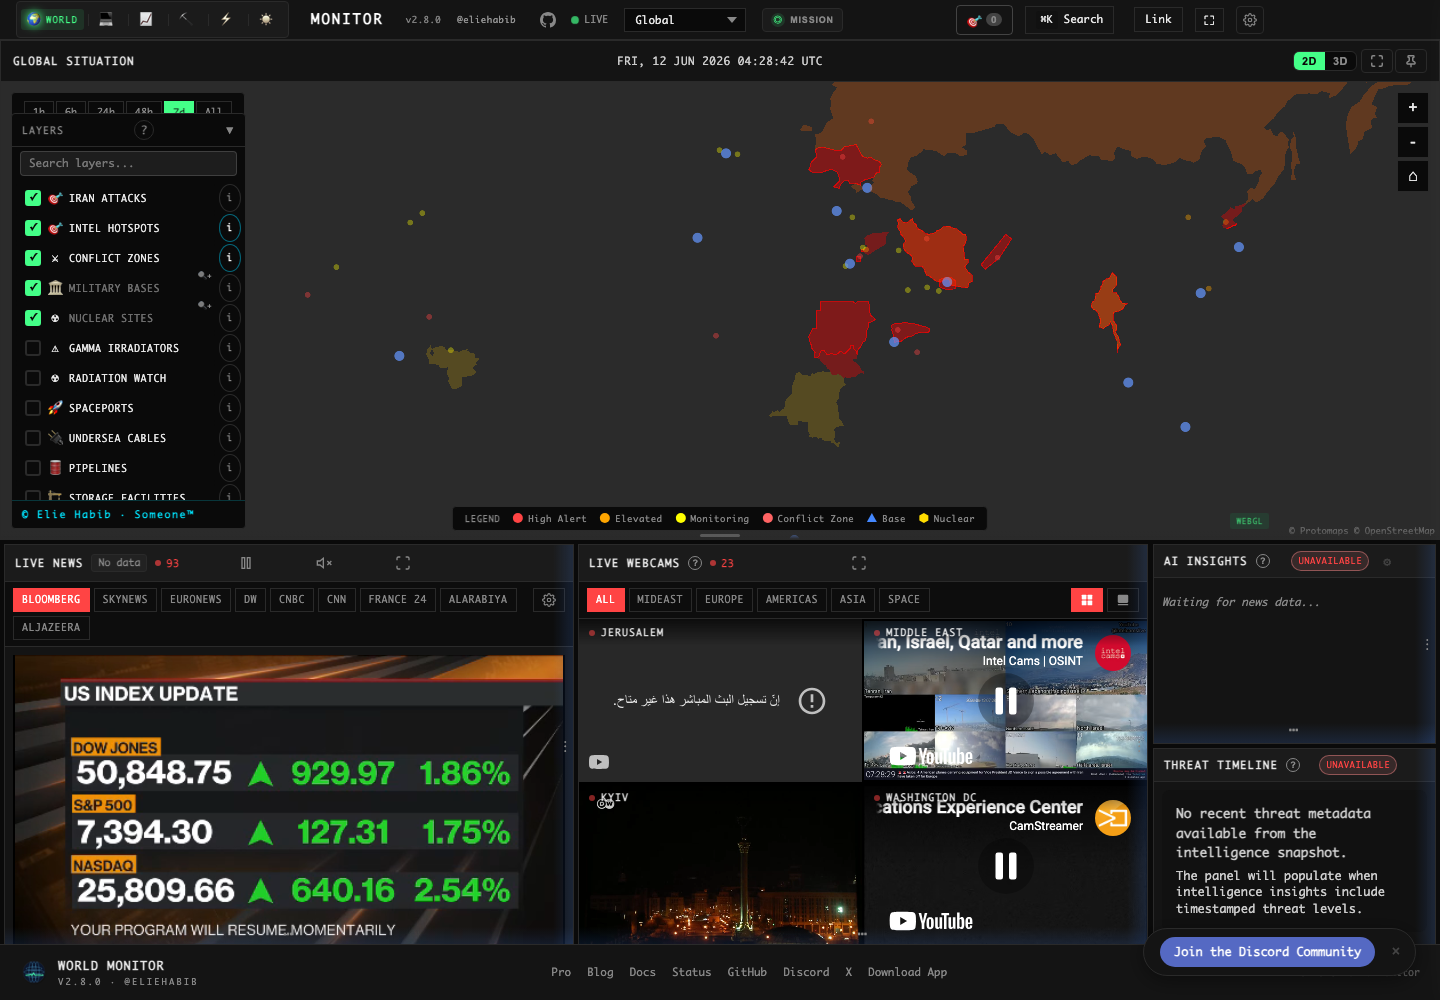 WORLD
MONITOR
v2.8.0
@eliehabib
LIVE
Global
MISSION
0
⌘K Search
Link
GLOBAL SITUATION
FRI, 12 JUN 2026 04:28:42 UTC
2D 3D
1h 6h 24h 48h 7d All
LAYERS ? ▼
Search layers...
IRAN ATTACKS i
INTEL HOTSPOTS i
CONFLICT ZONES i
MILITARY BASES i
NUCLEAR SITES i
GAMMA IRRADIATORS i
RADIATION WATCH i
SPACEPORTS i
UNDERSEA CABLES i
PIPELINES i
STORAGE FACILITIES i
© Elie Habib · Someone™
+
-
LEGEND High Alert Elevated Monitoring Conflict Zone Base Nuclear
WEBGL
© Protomaps © OpenStreetMap
LIVE NEWS No data 93
BLOOMBERG SKYNEWS EURONEWS DW CNBC CNN FRANCE 24 ALARABIYA
ALJAZEERA
US INDEX UPDATE
DOW JONES
50,848.75 929.97 1.86%
S&P 500
7,394.30 127.31 1.75%
NASDAQ
25,809.66 640.16 2.54%
YOUR PROGRAM WILL RESUME MOMENTARILY
LIVE WEBCAMS ? 23
ALL MIDEAST EUROPE AMERICAS ASIA SPACE
JERUSALEM
إنّ تسجيل البث المباشر هذا غير متاح.
MIDDLE EAST
an, Israel, Qatar and more
Intel Cams | OSINT
intel
cams
YouTube
07:28:29
KYIV
WASHINGTON DC
ations Experience Center
CamStreamer
YouTube
AI INSIGHTS ? UNAVAILABLE
Waiting for news data...
THREAT TIMELINE ? UNAVAILABLE
No recent threat metadata
available from the
intelligence snapshot.
The panel will populate when
intelligence insights include
timestamped threat levels.
Join the Discord Community ×
WORLD MONITOR
V2.8.0 · @ELIEHABIB
Pro Blog Docs Status GitHub Discord X Download App